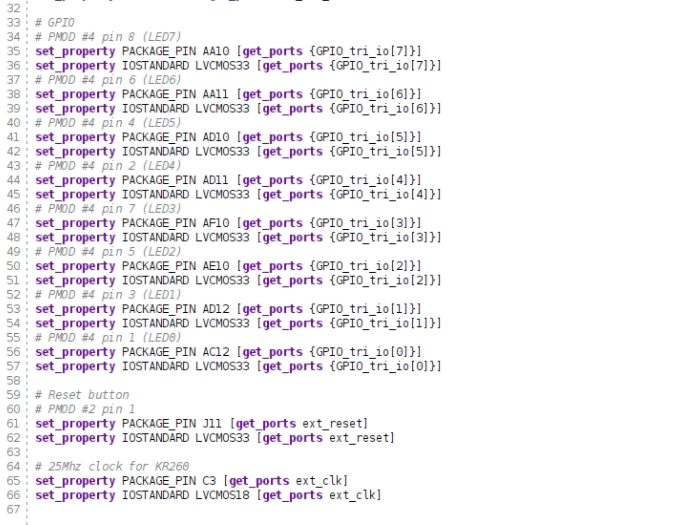 32
33 # GPIO
34 # PMOD #4 pin 8 (LED7)
35 set_property PACKAGE_PIN AA10 [get_ports {GPIO_tri_io[7]}]
36 set_property IOSTANDARD LVCMOS33 [get_ports {GPIO_tri_io[7]}]
37 # PMOD #4 pin 6 (LED6)
38 set_property PACKAGE_PIN AA11 [get_ports {GPIO_tri_io[6]}]
39 set_property IOSTANDARD LVCMOS33 [get_ports {GPIO_tri_io[6]}]
40 # PMOD #4 pin 4 (LED5)
41 set_property PACKAGE_PIN AD10 [get_ports {GPIO_tri_io[5]}]
42 set_property IOSTANDARD LVCMOS33 [get_ports {GPIO_tri_io[5]}]
43 # PMOD #4 pin 2 (LED4)
44 set_property PACKAGE_PIN AD11 [get_ports {GPIO_tri_io[4]}]
45 set_property IOSTANDARD LVCMOS33 [get_ports {GPIO_tri_io[4]}]
46 # PMOD #4 pin 7 (LED3)
47 set_property PACKAGE_PIN AF10 [get_ports {GPIO_tri_io[3]}]
48 set_property IOSTANDARD LVCMOS33 [get_ports {GPIO_tri_io[3]}]
49 # PMOD #4 pin 5 (LED2)
50 set_property PACKAGE_PIN AE10 [get_ports {GPIO_tri_io[2]}]
51 set_property IOSTANDARD LVCMOS33 [get_ports {GPIO_tri_io[2]}]
52 # PMOD #4 pin 3 (LED1)
53 set_property PACKAGE_PIN AD12 [get_ports {GPIO_tri_io[1]}]
54 set_property IOSTANDARD LVCMOS33 [get_ports {GPIO_tri_io[1]}]
55 # PMOD #4 pin 1 (LED0)
56 set_property PACKAGE_PIN AC12 [get_ports {GPIO_tri_io[0]}]
57 set_property IOSTANDARD LVCMOS33 [get_ports {GPIO_tri_io[0]}]
58
59 # Reset button
60 # PMOD #2 pin 1
61 set_property PACKAGE_PIN J11 [get_ports ext_reset]
62 set_property IOSTANDARD LVCMOS33 [get_ports ext_reset]
63
64 # 25Mhz clock for KR260
65 set_property PACKAGE_PIN C3 [get_ports ext_clk]
66 set_property IOSTANDARD LVCMOS18 [get_ports ext_clk]
67